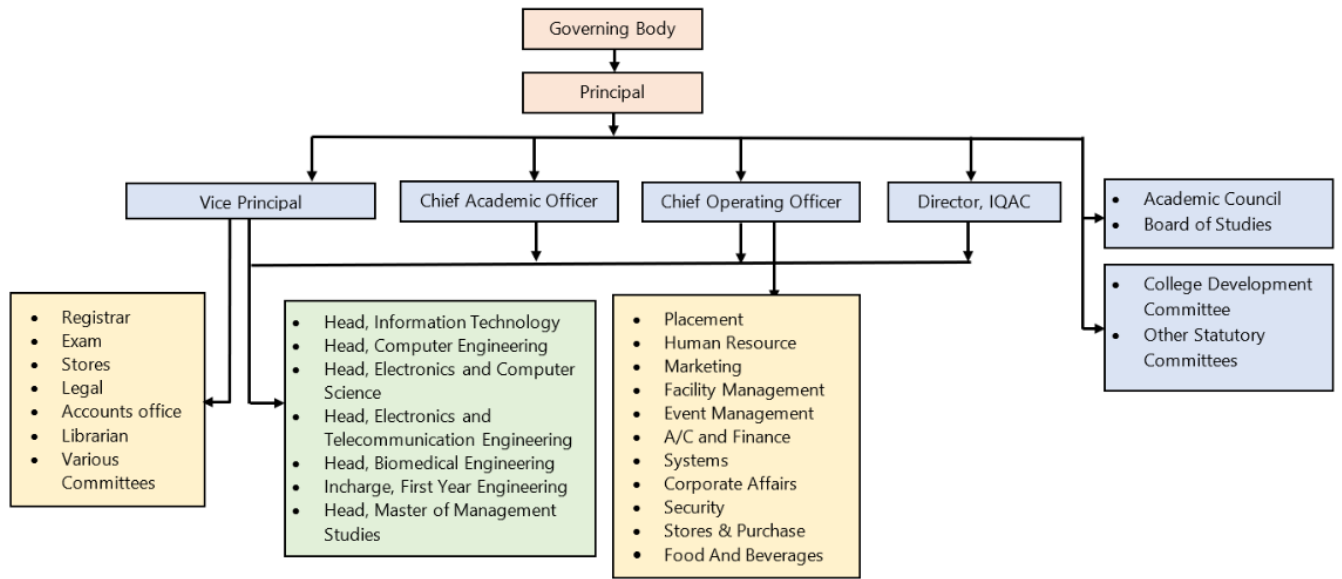 Governing Body
Principal
Vice Principal
Chief Academic Officer
Chief Operating Officer
Director, IQAC
• Academic Council
• Board of Studies
• College Development
Committee
• Other Statutory
Committees
• Registrar
• Exam
• Stores
• Legal
• Accounts office
• Librarian
• Various
Committees
• Head, Information Technology
• Head, Computer Engineering
• Head, Electronics and Computer
Science
• Head, Electronics and
Telecommunication Engineering
• Head, Biomedical Engineering
• Incharge, First Year Engineering
• Head, Master of Management
Studies
• Placement
• Human Resource
• Marketing
• Facility Management
• Event Management
• A/C and Finance
• Systems
• Corporate Affairs
• Security
• Stores & Purchase
• Food And Beverages